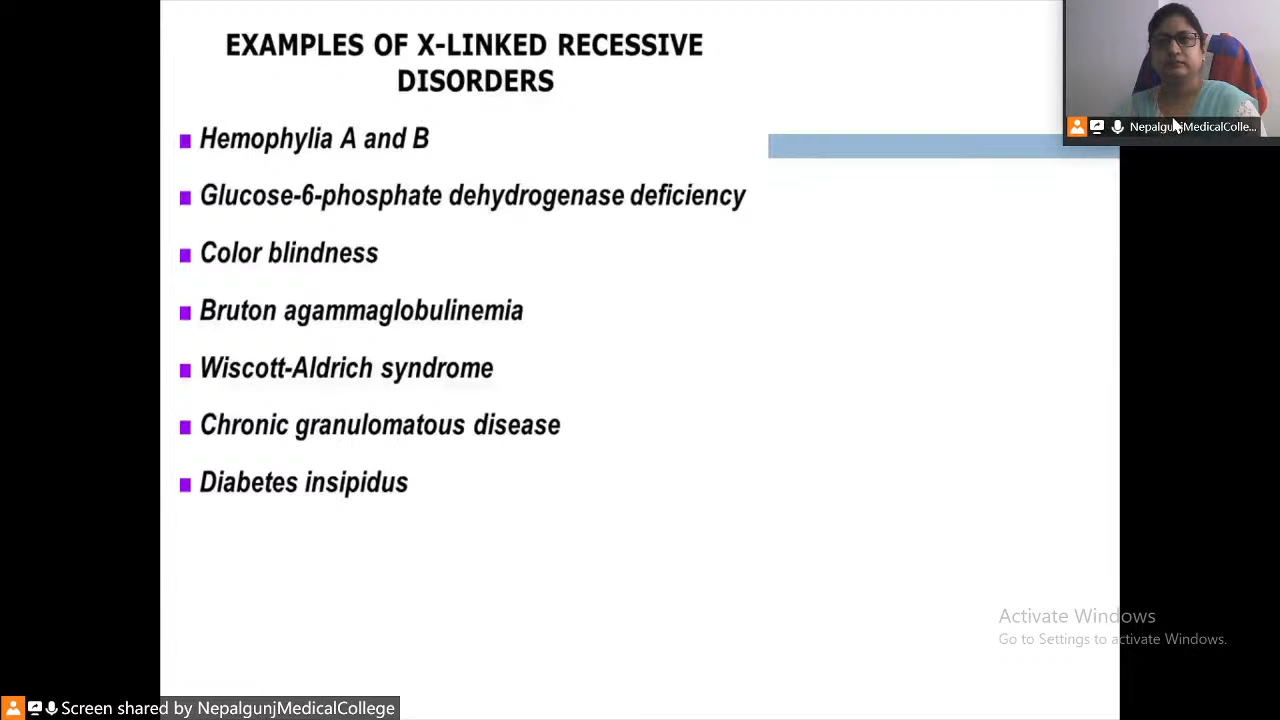 EXAMPLES OF X-LINKED RECESSIVE
DISORDERS
Hemophylia A and B
Glucose-6-phosphate dehydrogenase deficiency
Color blindness
Bruton agammaglobulinemia
Wiscott-Aldrich syndrome
Chronic granulomatous disease
Diabetes insipidus
NepalgunjMedicalColle...
Activate Windows
Go to Settings to activate Windows.
Screen shared by NepalgunjMedicalCollege